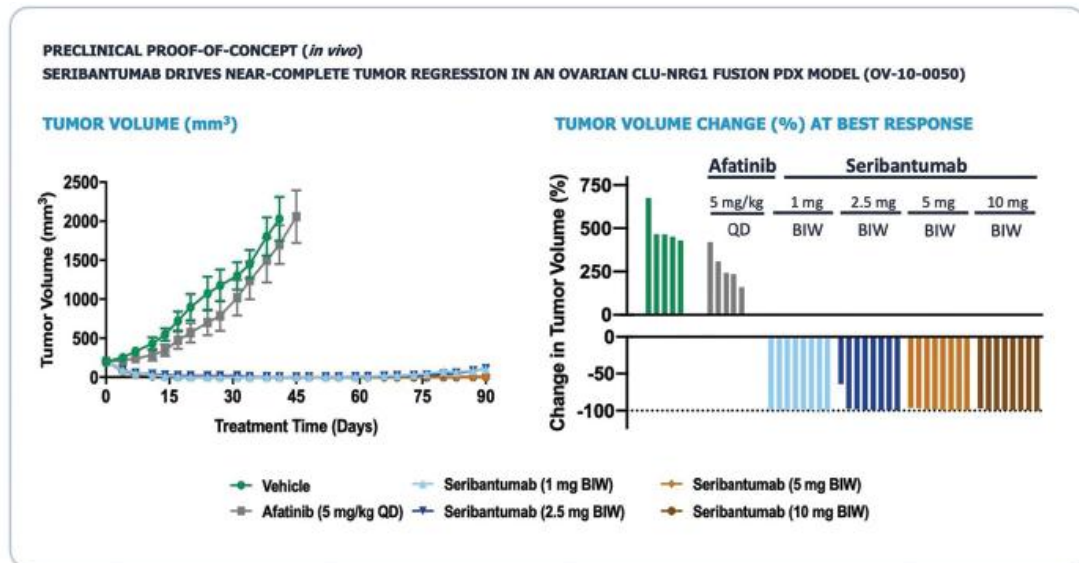 PRECLINICAL PROOF-OF-CONCEPT (in vivo)
SERIBANTUMAB DRIVES NEAR-COMPLETE TUMOR REGRESSION IN AN OVARIAN CLU-NRG1 FUSION PDX MODEL (OV-10-0050)
TUMOR VOLUME (mm³)
Tumor Volume (mm³)
2500
2000
1500
1000
500
0
0 15 30 45 60 75 90
Treatment Time (Days)
TUMOR VOLUME CHANGE (%) AT BEST RESPONSE
Change in Tumor Volume (%)
Afatinib Seribantumab
5 mg/kg 1 mg 2.5 mg 5 mg 10 mg
QD BIW BIW BIW BIW
750
500
250
0
0
-50
-100
Vehicle Seribantumab (1 mg BIW) Seribantumab (5 mg BIW)
Afatinib (5 mg/kg QD) Seribantumab (2.5 mg BIW) Seribantumab (10 mg BIW)